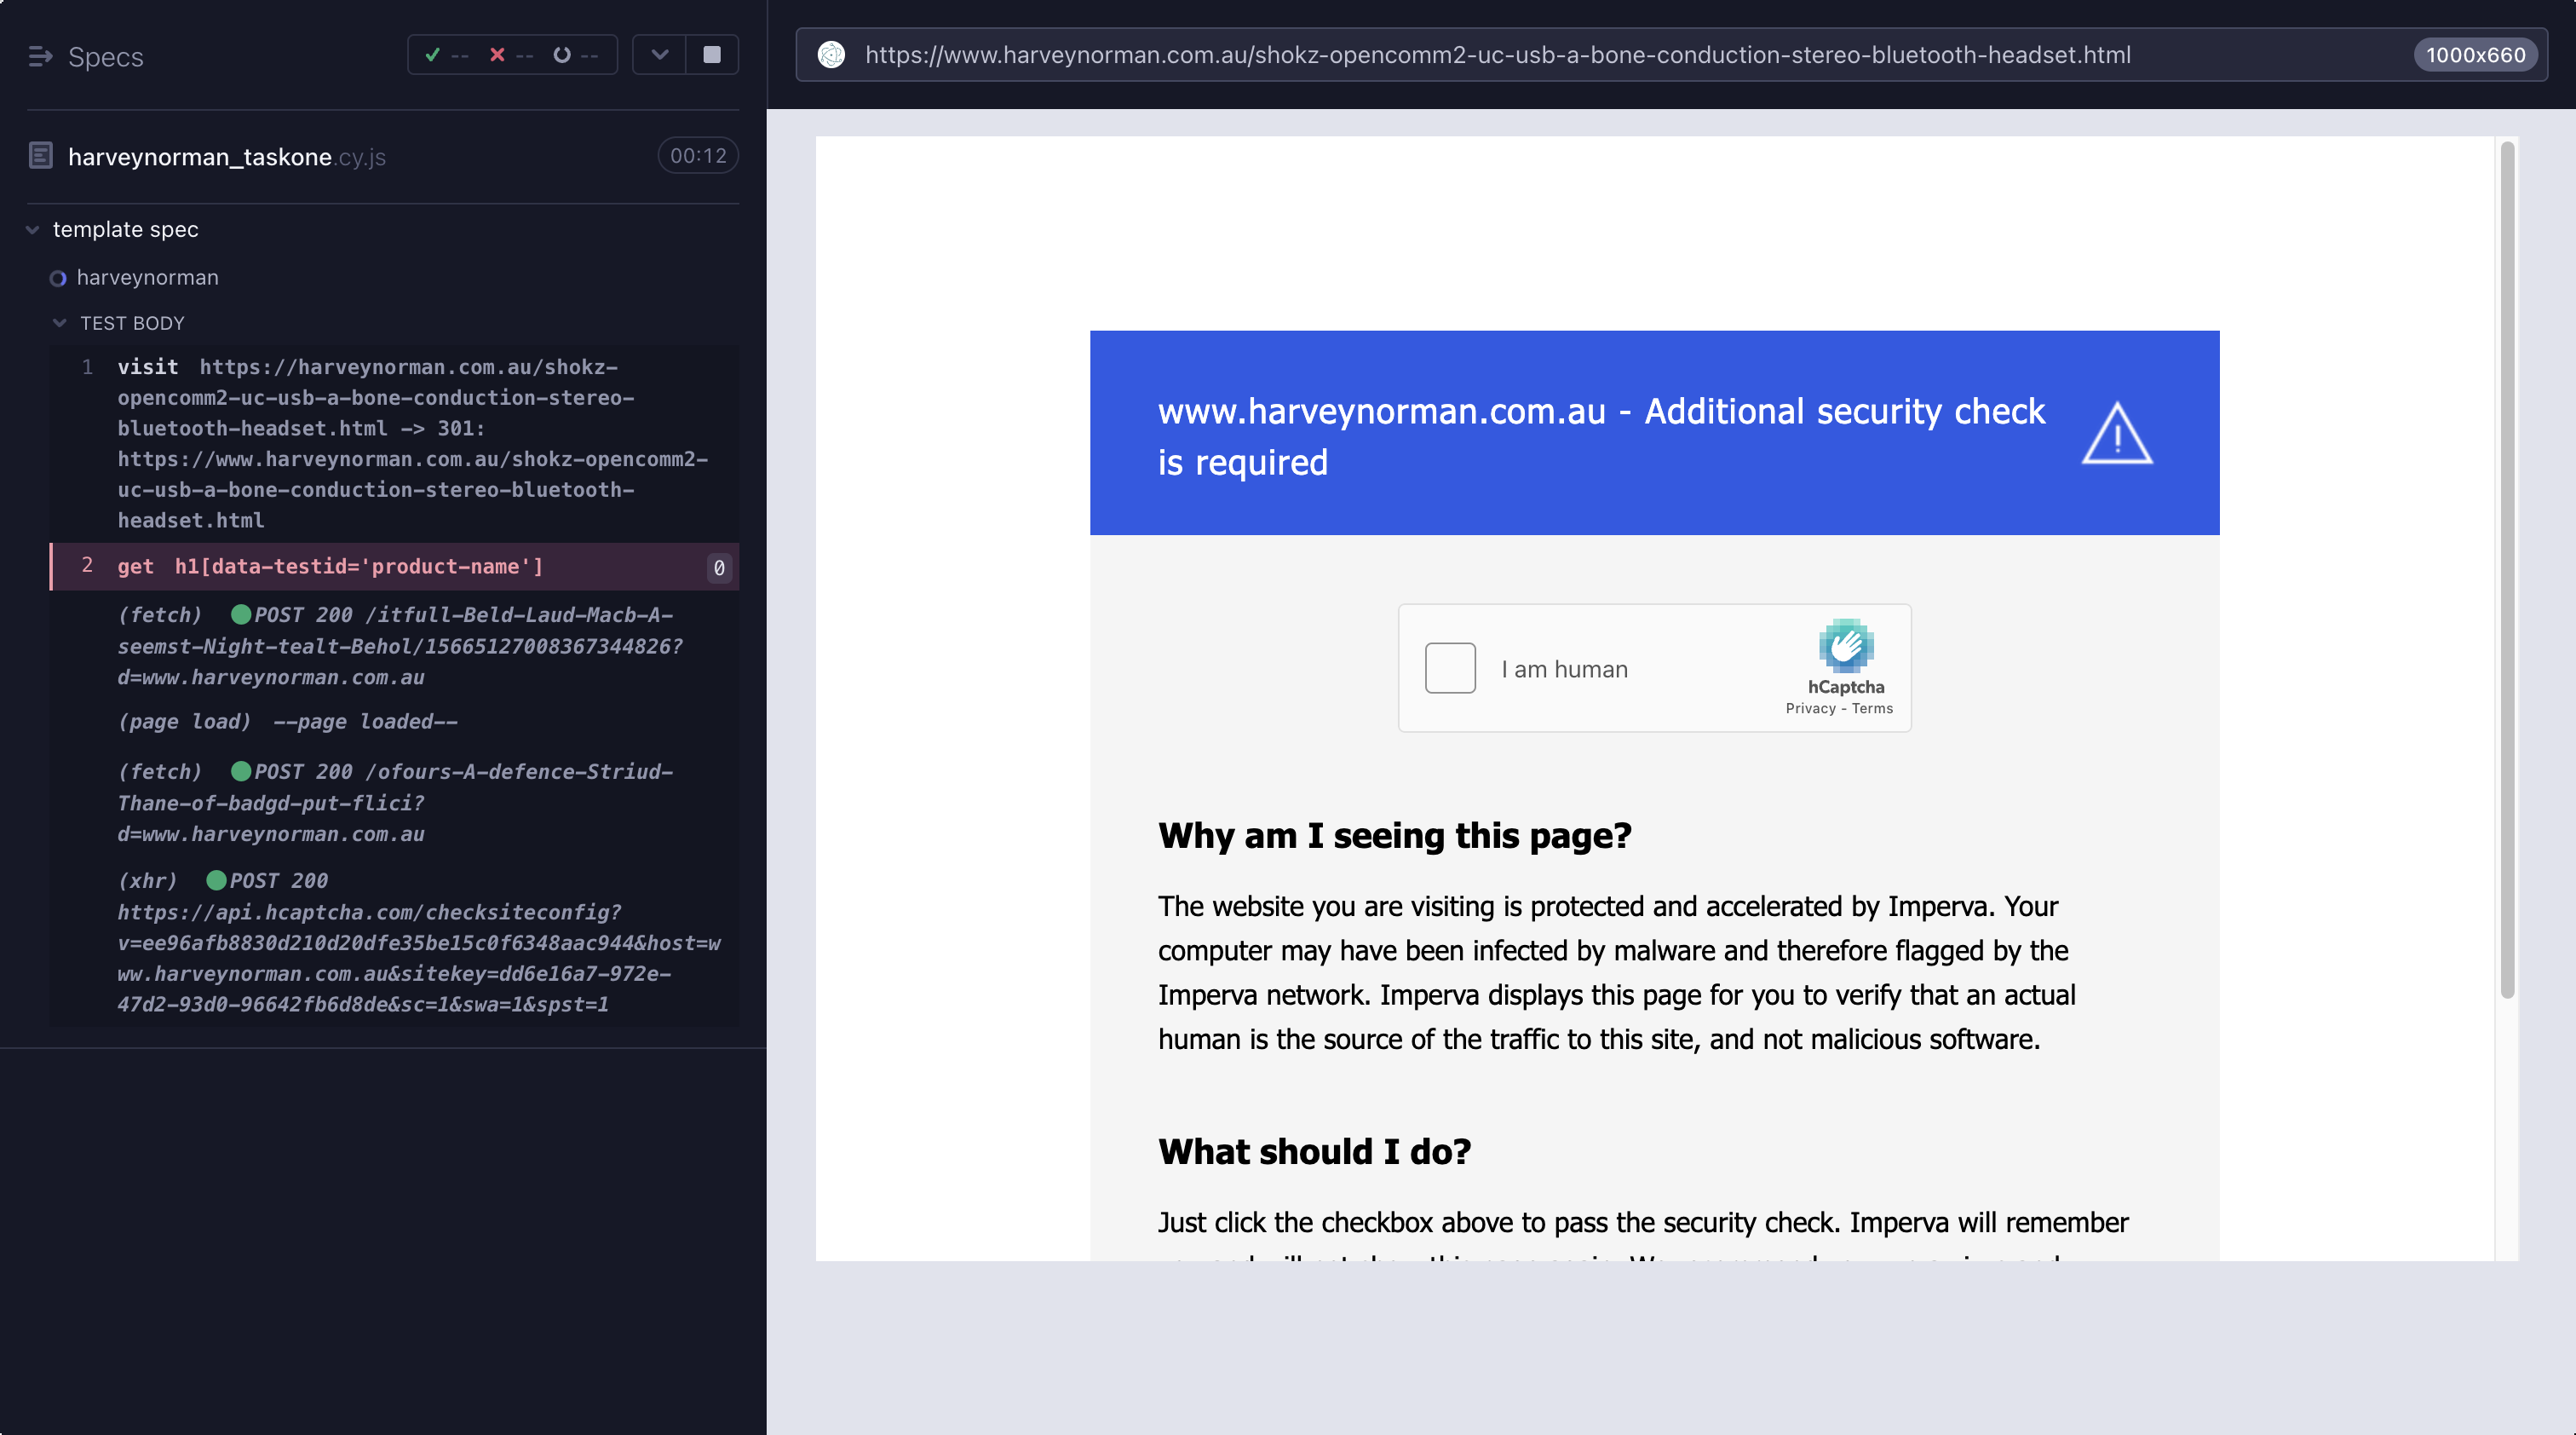 Specs
-- -- --
harveynorman_taskone.cy.js
00:12
template spec
harveynorman
TEST BODY
1 visit https://harveynorman.com.au/shokz-
opencomm2-uc-usb-a-bone-conduction-stereo-
bluetooth-headset.html -> 301:
https://www.harveynorman.com.au/shokz-opencomm2-
uc-usb-a-bone-conduction-stereo-bluetooth-
headset.html
2 get h1[data-testid='product-name'] 0
(fetch) POST 200 /itfull-Beld-Laud-Macb-A-
seemst-Night-tealt-Behol/15665127008367344826?
d=www.harveynorman.com.au
(page load) --page loaded--
(fetch) POST 200 /ofours-A-defence-Striud-
Thane-of-badgd-put-flici?
d=www.harveynorman.com.au
(xhr) POST 200
https://api.hcaptcha.com/checksiteconfig?
v=ee96afb8830d210d20dfe35be15c0f6348aac944&host=w
ww.harveynorman.com.au&sitekey=dd6e16a7-972e-
47d2-93d0-96642fb6d8de&sc=1&swa=1&spst=1
https://www.harveynorman.com.au/shokz-opencomm2-uc-usb-a-bone-conduction-stereo-bluetooth-headset.html
1000x660
www.harveynorman.com.au - Additional security check
is required
I am human
hCaptcha
Privacy - Terms
Why am I seeing this page?
The website you are visiting is protected and accelerated by Imperva. Your
computer may have been infected by malware and therefore flagged by the
Imperva network. Imperva displays this page for you to verify that an actual
human is the source of the traffic to this site, and not malicious software.
What should I do?
Just click the checkbox above to pass the security check. Imperva will remember